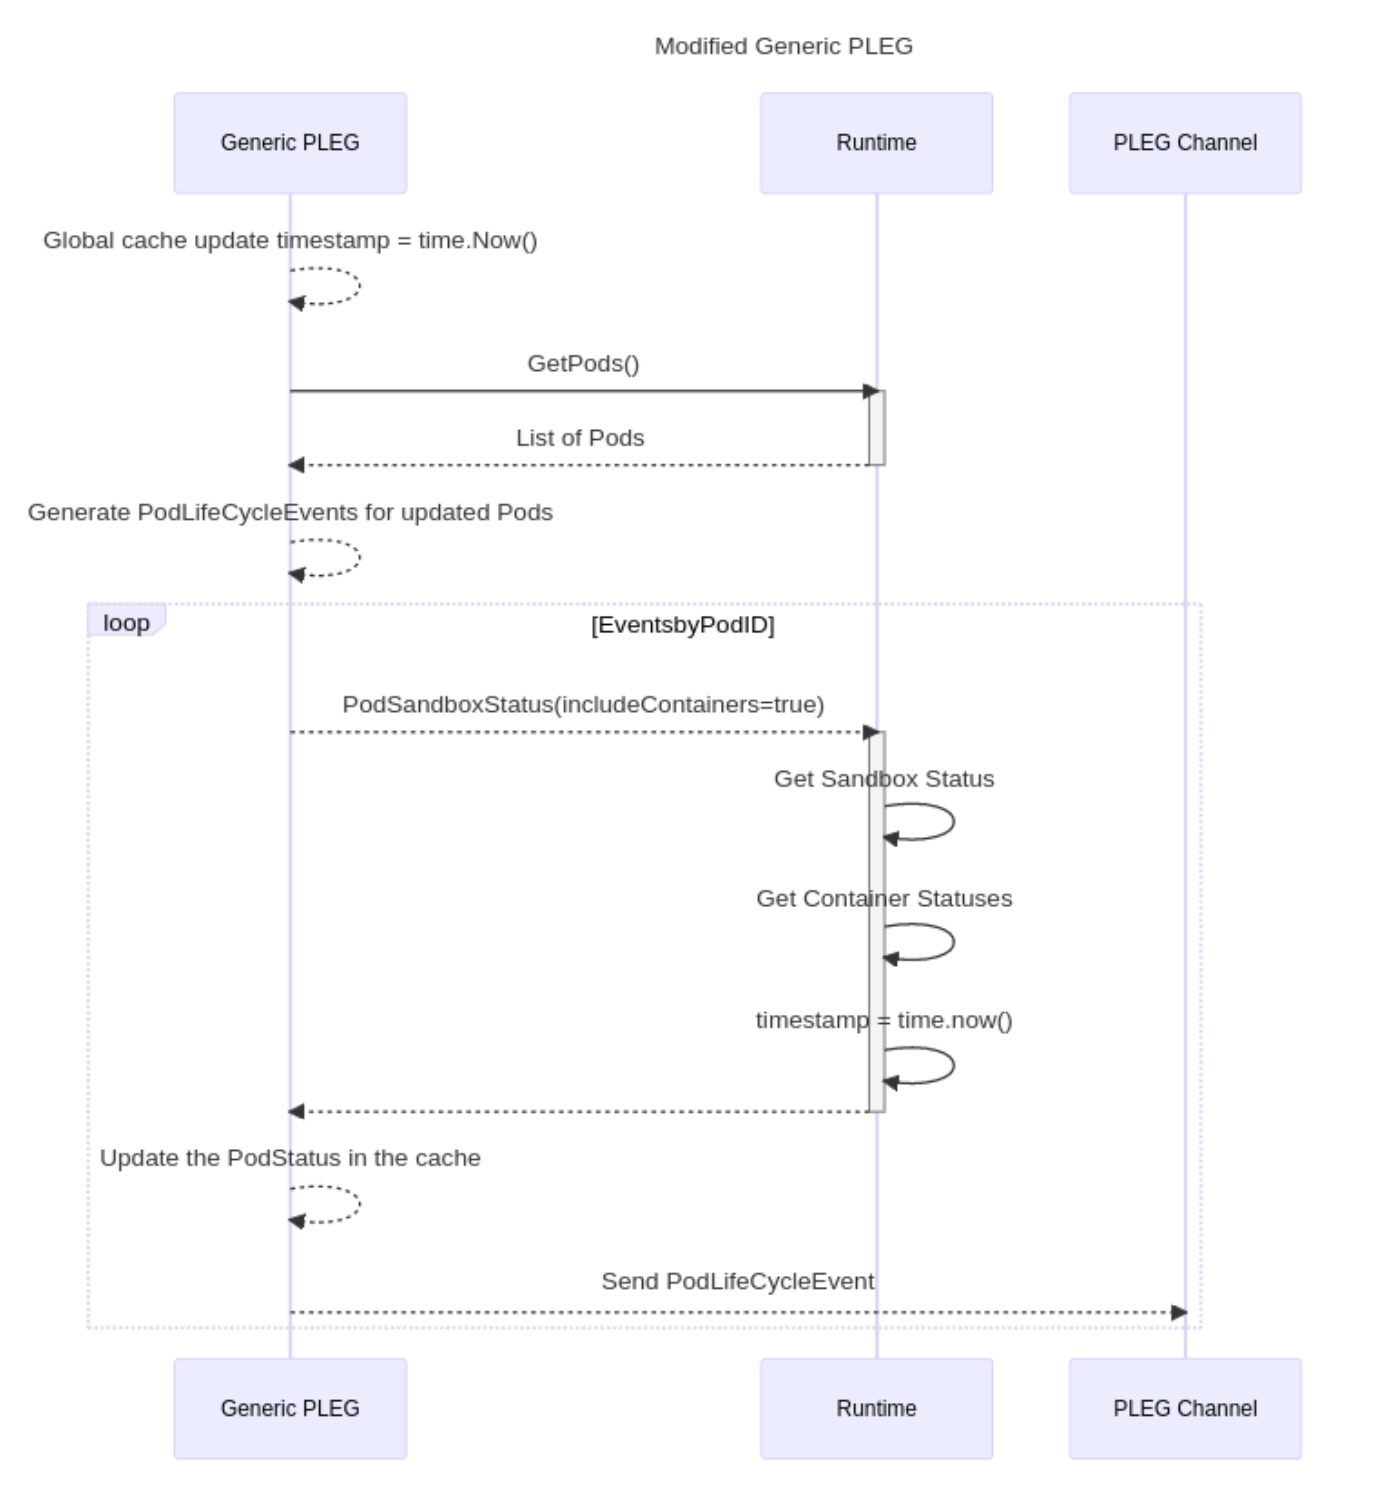 Modified Generic PLEG
Generic PLEG
Runtime
PLEG Channel
Global cache update timestamp = time.Now()
GetPods()
List of Pods
Generate PodLifeCycleEvents for updated Pods
loop
[EventsbyPodID]
PodSandboxStatus(includeContainers=true)
Get Sandbox Status
Get Container Statuses
timestamp = time.now()
Update the PodStatus in the cache
Send PodLifeCycleEvent
Generic PLEG
Runtime
PLEG Channel